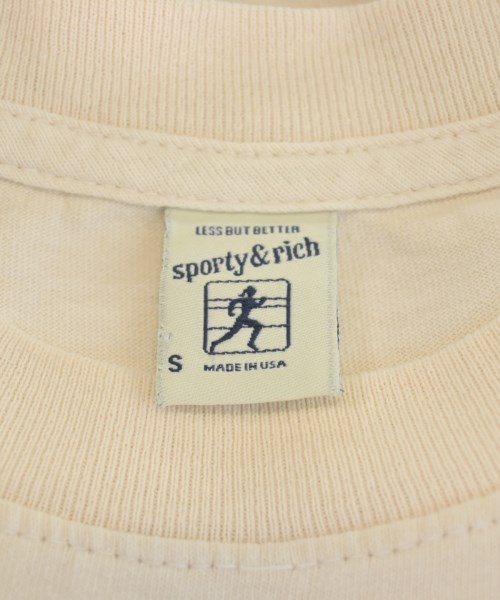 LESS BUT BETTER
sporty & rich
S
MADE IN USA